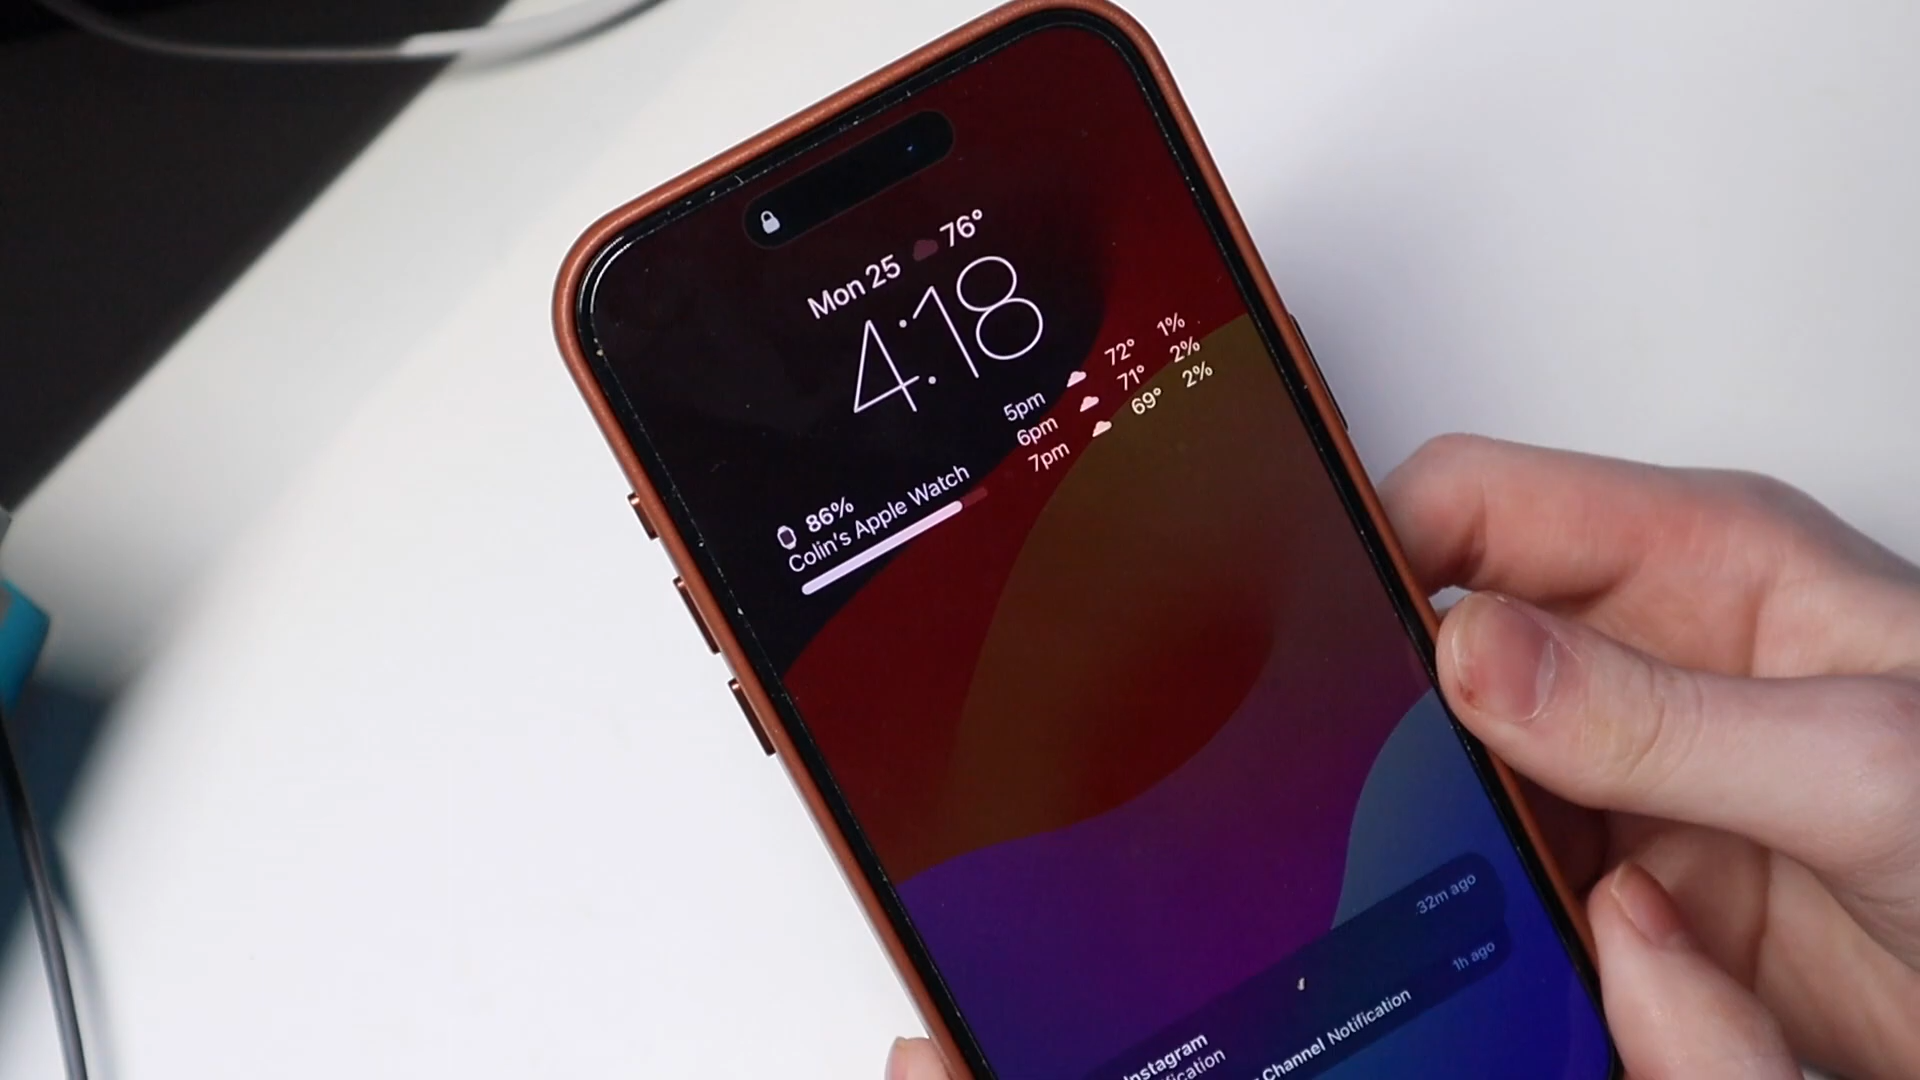 Mon 25 76°
4:18
86%
Colin's Apple Watch
5pm 72° 1%
6pm 71° 2%
7pm 69° 2%
32m ago
Instagram
1h ago
Channel Notification